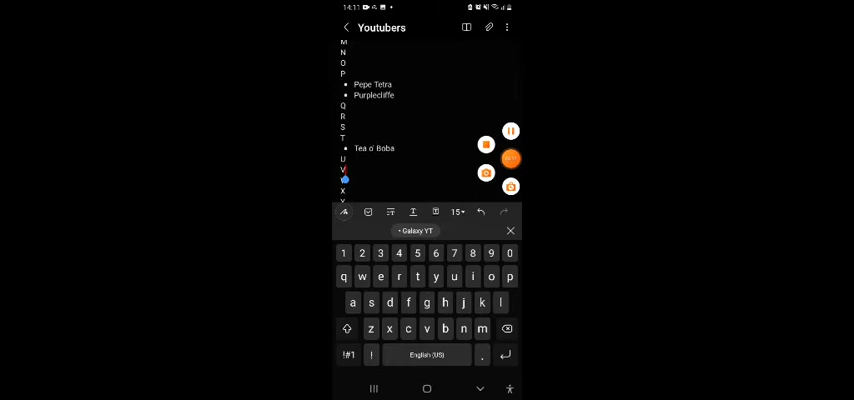 14:11
Youtubers
M
N
O
P
• Pepe Tetra
• Purplecliffe
Q
R
S
T
• Tea o' Boba
U
V
X
15
• Galaxy YT
1 2 3 4 5 6 7 8 9 0
q w e r t y u i o p
a s d f g h j k l
z x c v b n m
!#1 ! English (US) .